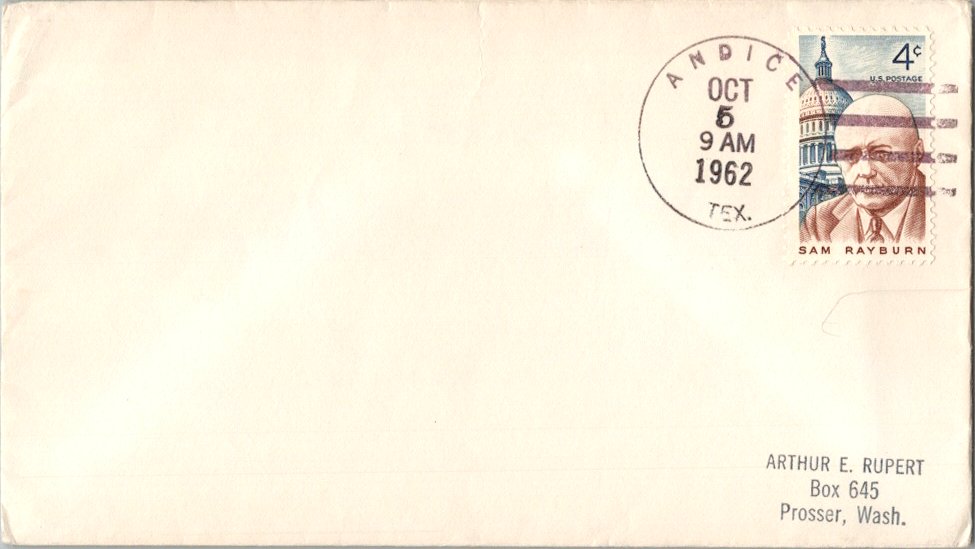 ANDICE
OCT
5
9 AM
1962
TEX.
4¢
U.S. POSTAGE
SAM RAYBURN
ARTHUR E. RUPERT
Box 645
Prosser, Wash.